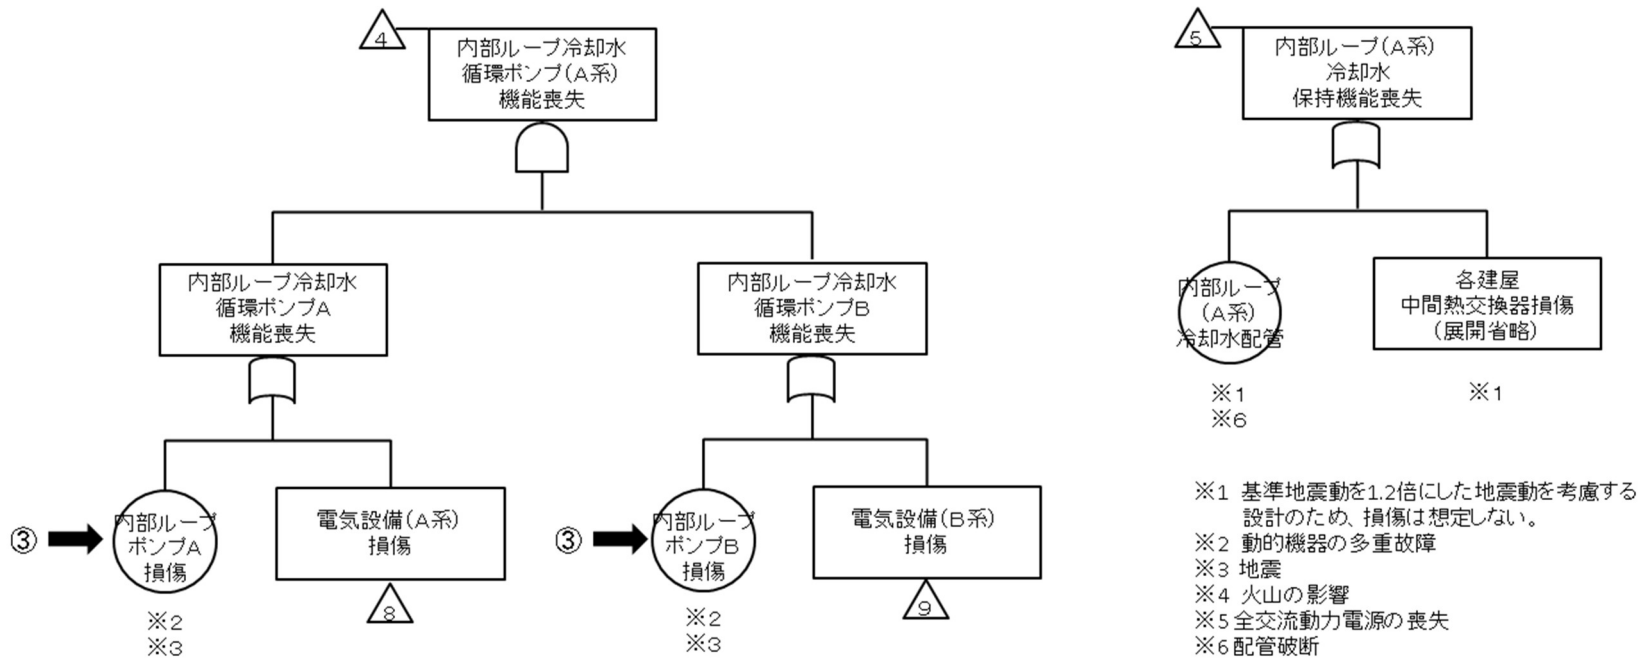 4
内部ループ冷却水
循環ポンプ(A系)
機能喪失
内部ループ冷却水
循環ポンプA
機能喪失
内部ループ冷却水
循環ポンプB
機能喪失
③
内部ループ
ポンプA
損傷
※2
※3
電気設備(A系)
損傷
8
③
内部ループ
ポンプB
損傷
※2
※3
電気設備(B系)
損傷
9
5
内部ループ(A系)
冷却水
保持機能喪失
内部ループ
(A系)
冷却水配管
※1
※6
各建屋
中間熱交換器損傷
(展開省略)
※1
※1 基準地震動を1.2倍にした地震動を考慮する
設計のため、損傷は想定しない。
※2 動的機器の多重故障
※3 地震
※4 火山の影響
※5全交流動力電源の喪失
※6配管破断